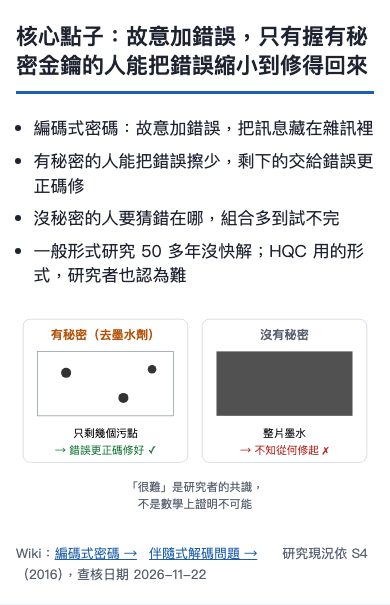 核心點子：故意加錯誤，只有握有秘
密金鑰的人能把錯誤縮小到修得回來
編碼式密碼：故意加錯誤，把訊息藏在雜訊裡
有秘密的人能把錯誤擦少，剩下的交給錯誤更
正碼修
沒秘密的人要猜錯在哪，組合多到試不完
一般形式研究 50 多年沒快解；HQC 用的形
式，研究者也認為難
有秘密（去墨水劑）
只剩幾個污點
→ 錯誤更正碼修好 ✓
沒有秘密
整片墨水
→ 不知從何修起 ✗
「很難」是研究者的共識，
不是數學上證明不可能
Wiki：編碼式密碼 → 伴隨式解碼問題 → 研究現況依 S4
（2016），查核日期 2026-11-22